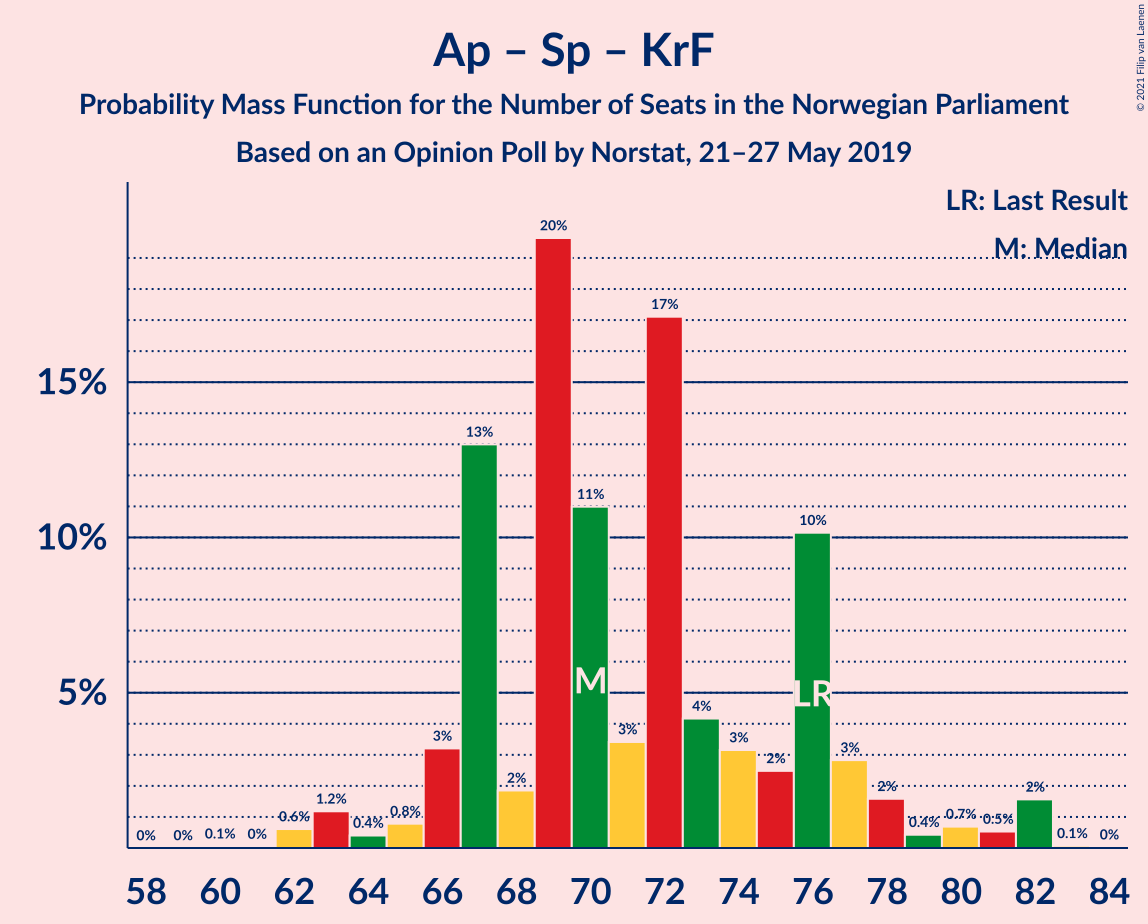 Ap – Sp – KrF
Probability Mass Function for the Number of Seats in the Norwegian Parliament
Based on an Opinion Poll by Norstat, 21–27 May 2019
© 2021 Filip van Laenen
LR: Last Result
M: Median
15%
10%
5%
0% 0% 0.1% 0% 0.6% 1.2% 0.4% 0.8% 3% 13% 2% 20% 11% 3% 17% 4% 3% 2% 10% 3% 2% 0.4% 0.7% 0.5% 2% 0.1% 0%
M
LR
58 60 62 64 66 68 70 72 74 76 78 80 82 84